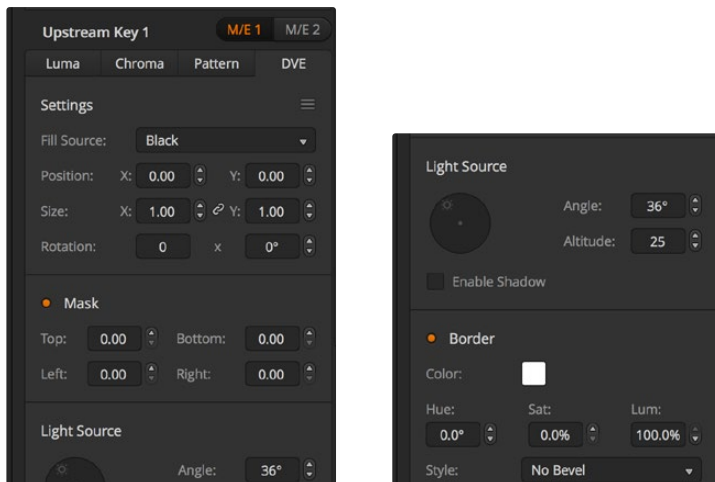 Upstream Key 1 M/E 1 M/E 2
Luma Chroma Pattern DVE
Settings
Fill Source: Black
Position: X: 0.00 Y: 0.00
Size: X: 1.00 Y: 1.00
Rotation: 0 x 0°
Mask
Top: 0.00 Bottom: 0.00
Left: 0.00 Right: 0.00
Light Source
Angle: 36°
Light Source
Angle: 36°
Altitude: 25
Enable Shadow
Border
Color:
Hue: Sat: Lum:
0.0° 0.0% 100.0%
Style: No Bevel